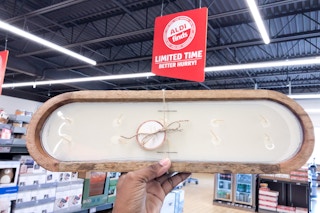 ALDI
finds
LIMITED TIME
BETTER HURRY!